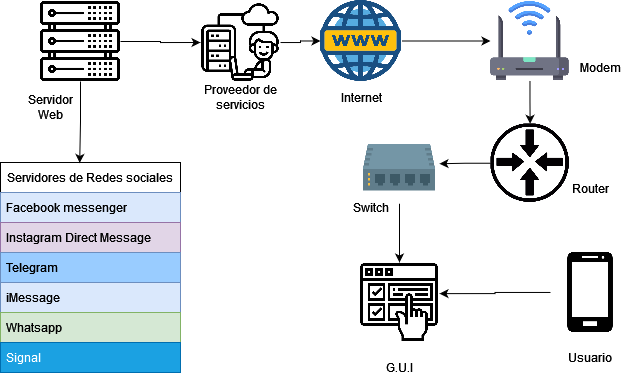 WWW
Servidor
Web
Proveedor de
servicios
Internet
Modem
Servidores de Redes sociales
Facebook messenger
Instagram Direct Message
Telegram
iMessage
Whatsapp
Signal
Switch
Router
G.U.I
Usuario